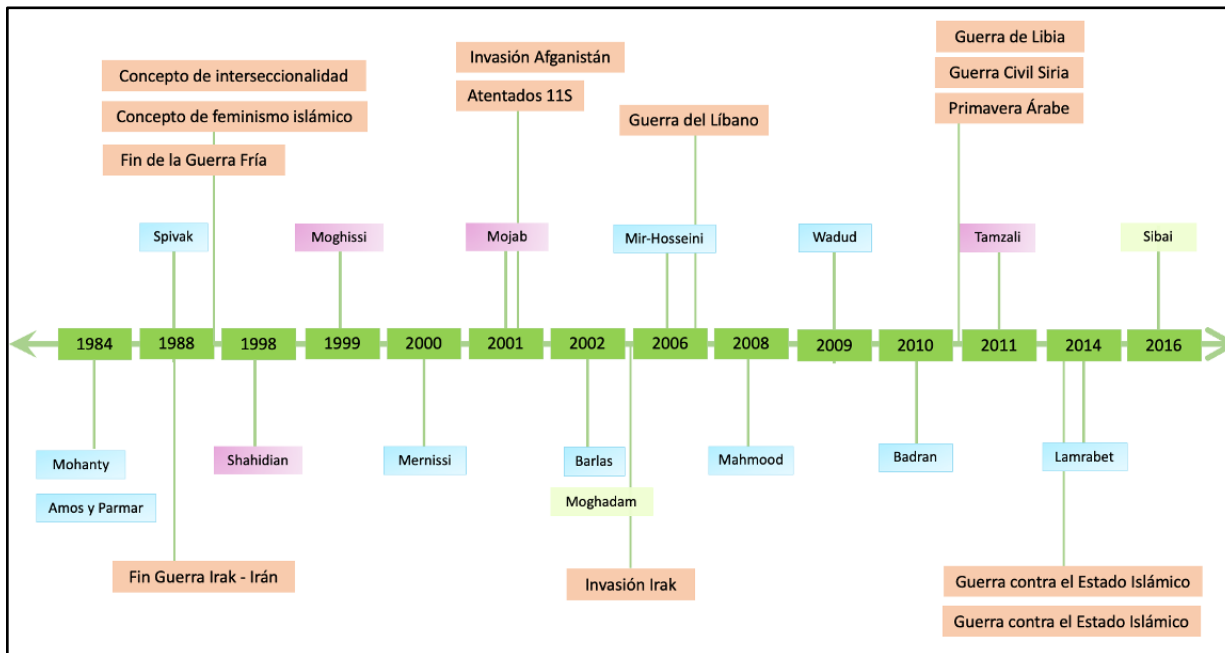 Guerra de Libia
Invasión Afganistán
Concepto de interseccionalidad
Guerra Civil Siria
Atentados 11S
Primavera Árabe
Concepto de feminismo islámico
Guerra del Líbano
Fin de la Guerra Fría
Spivak
Moghissi
Mojab
Mir-Hosseini
Wadud
Tamzali
Sibai
1984
1988
1998
1999
2000
2001
2002
2006
2008
2009
2010
2011
2014
2016
Mohanty
Shahidian
Mernissi
Barlas
Mahmood
Badran
Lamrabet
Amos y Parmar
Moghadam
Fin Guerra Irak - Irán
Invasión Irak
Guerra contra el Estado Islámico
Guerra contra el Estado Islámico